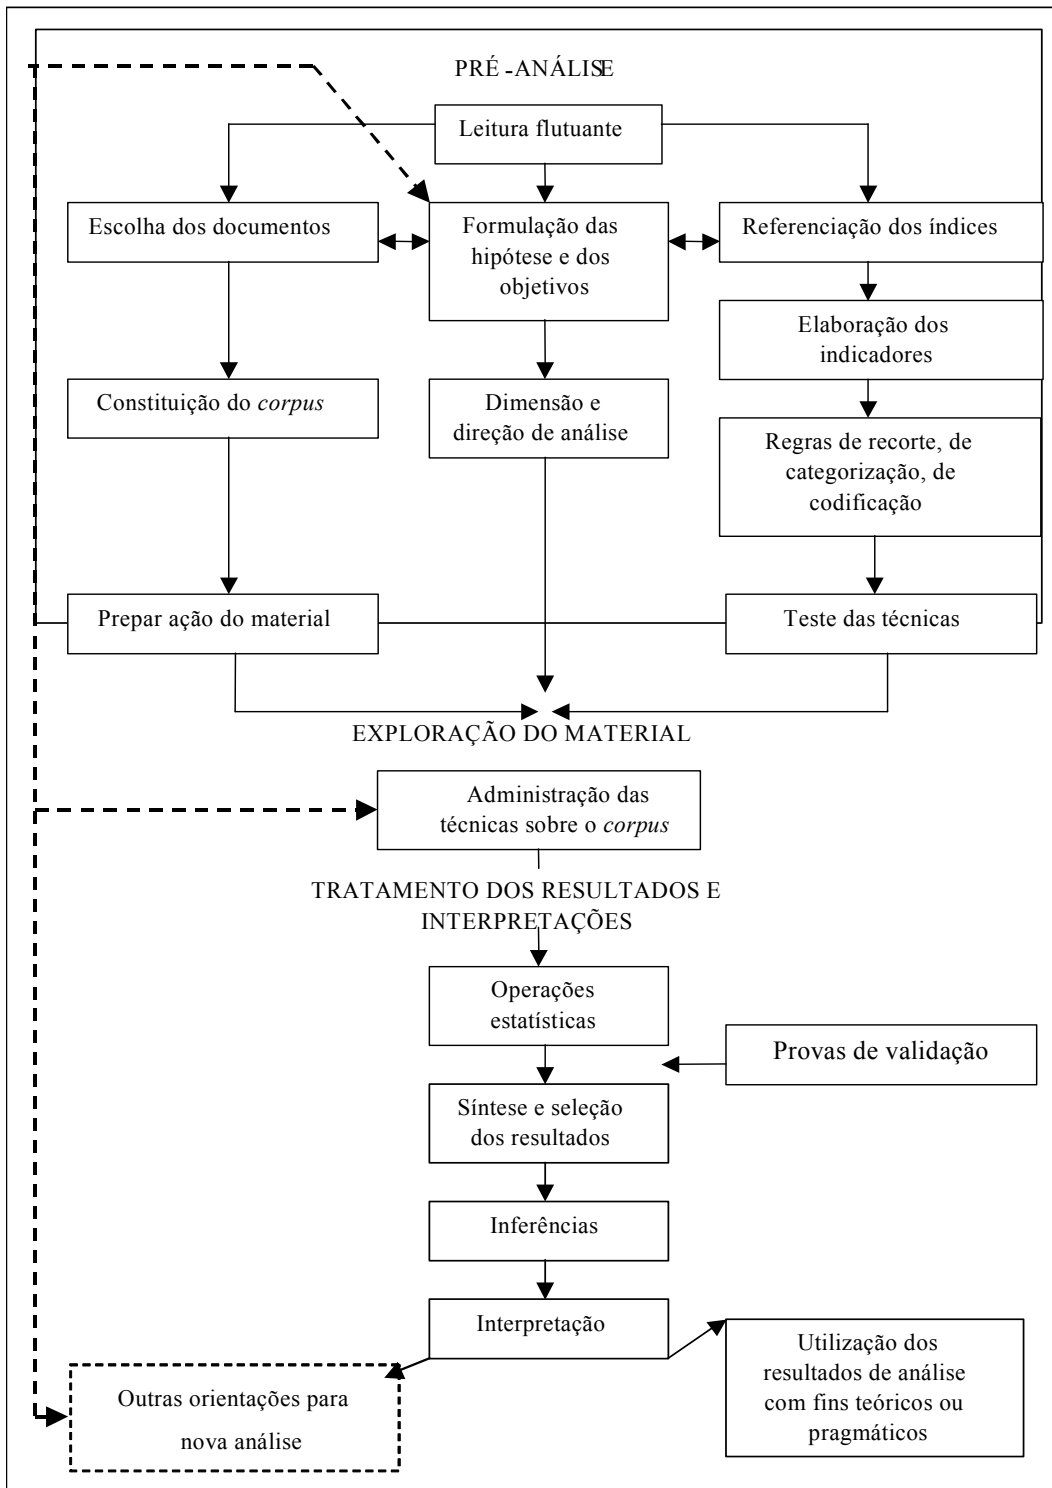 PRÉ -ANÁLISE
Leitura flutuante
Escolha dos documentos
Formulação das
hipótese e dos
objetivos
Referenciação dos índices
Elaboração dos
indicadores
Constituição do corpus
Dimensão e
direção de análise
Regras de recorte, de
categorização, de
codificação
Prepar ação do material
Teste das técnicas
EXPLORAÇÃO DO MATERIAL
Administração das
técnicas sobre o corpus
TRATAMENTO DOS RESULTADOS E
INTERPRETAÇÕES
Operações
estatísticas
Provas de validação
Síntese e seleção
dos resultados
Inferências
Interpretação
Utilização dos
resultados de análise
com fins teóricos ou
pragmáticos
Outras orientações para
nova análise